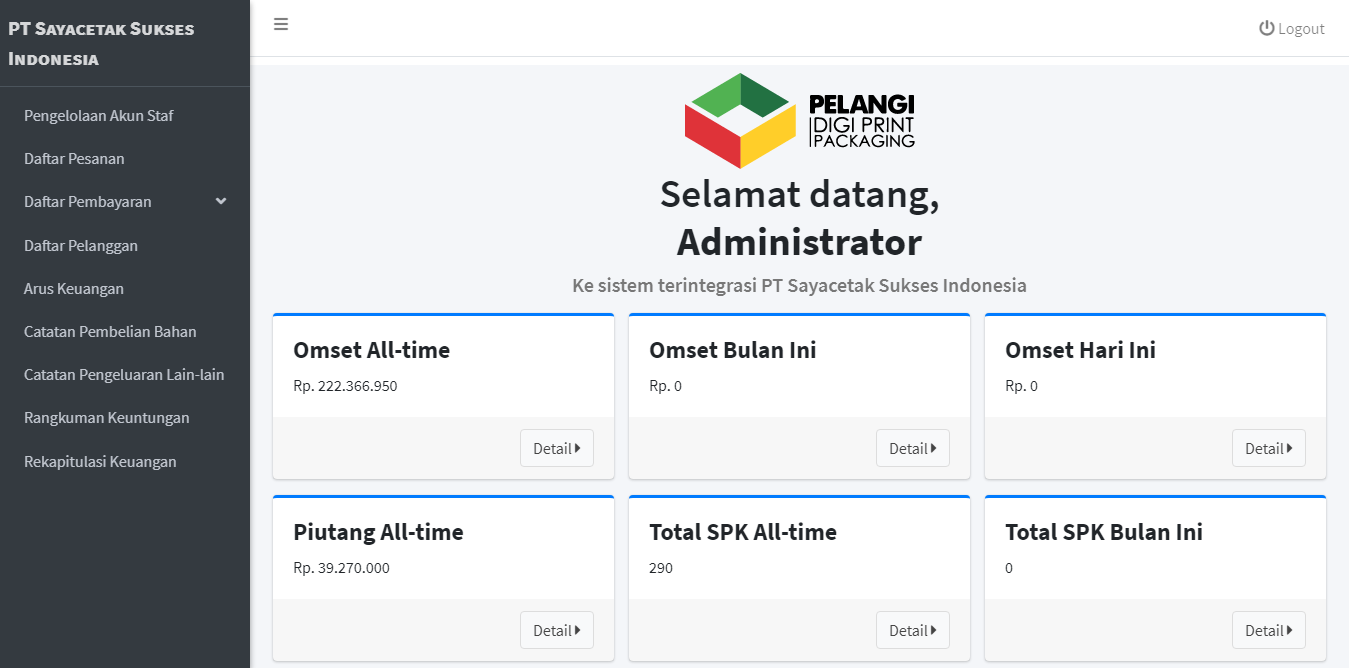 PT Sayacetak Sukses
Indonesia
Logout
Pengelolaan Akun Staf
Daftar Pesanan
Daftar Pembayaran
Daftar Pelanggan
Arus Keuangan
Catatan Pembelian Bahan
Catatan Pengeluaran Lain-lain
Rangkuman Keuntungan
Rekapitulasi Keuangan
PELANGI
DIGI PRINT
PACKAGING
Selamat datang,
Administrator
Ke sistem terintegrasi PT Sayacetak Sukses Indonesia
Omset All-time
Rp. 222.366.950
Detail
Omset Bulan Ini
Rp. 0
Detail
Omset Hari Ini
Rp. 0
Detail
Piutang All-time
Rp. 39.270.000
Detail
Total SPK All-time
290
Detail
Total SPK Bulan Ini
0
Detail